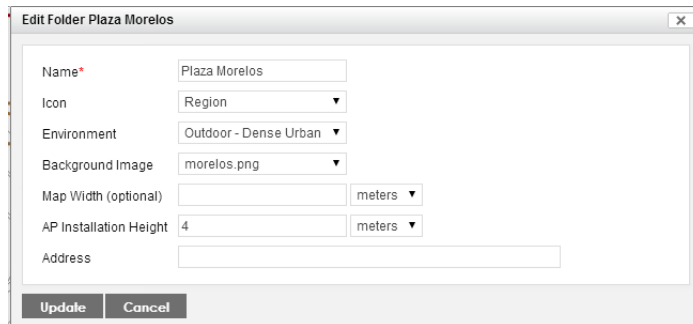 Edit Folder Plaza Morelos
Name* Plaza Morelos
Icon Region
Environment Outdoor - Dense Urban
Background Image morelos.png
Map Width (optional) meters
AP Installation Height 4 meters
Address
Update Cancel